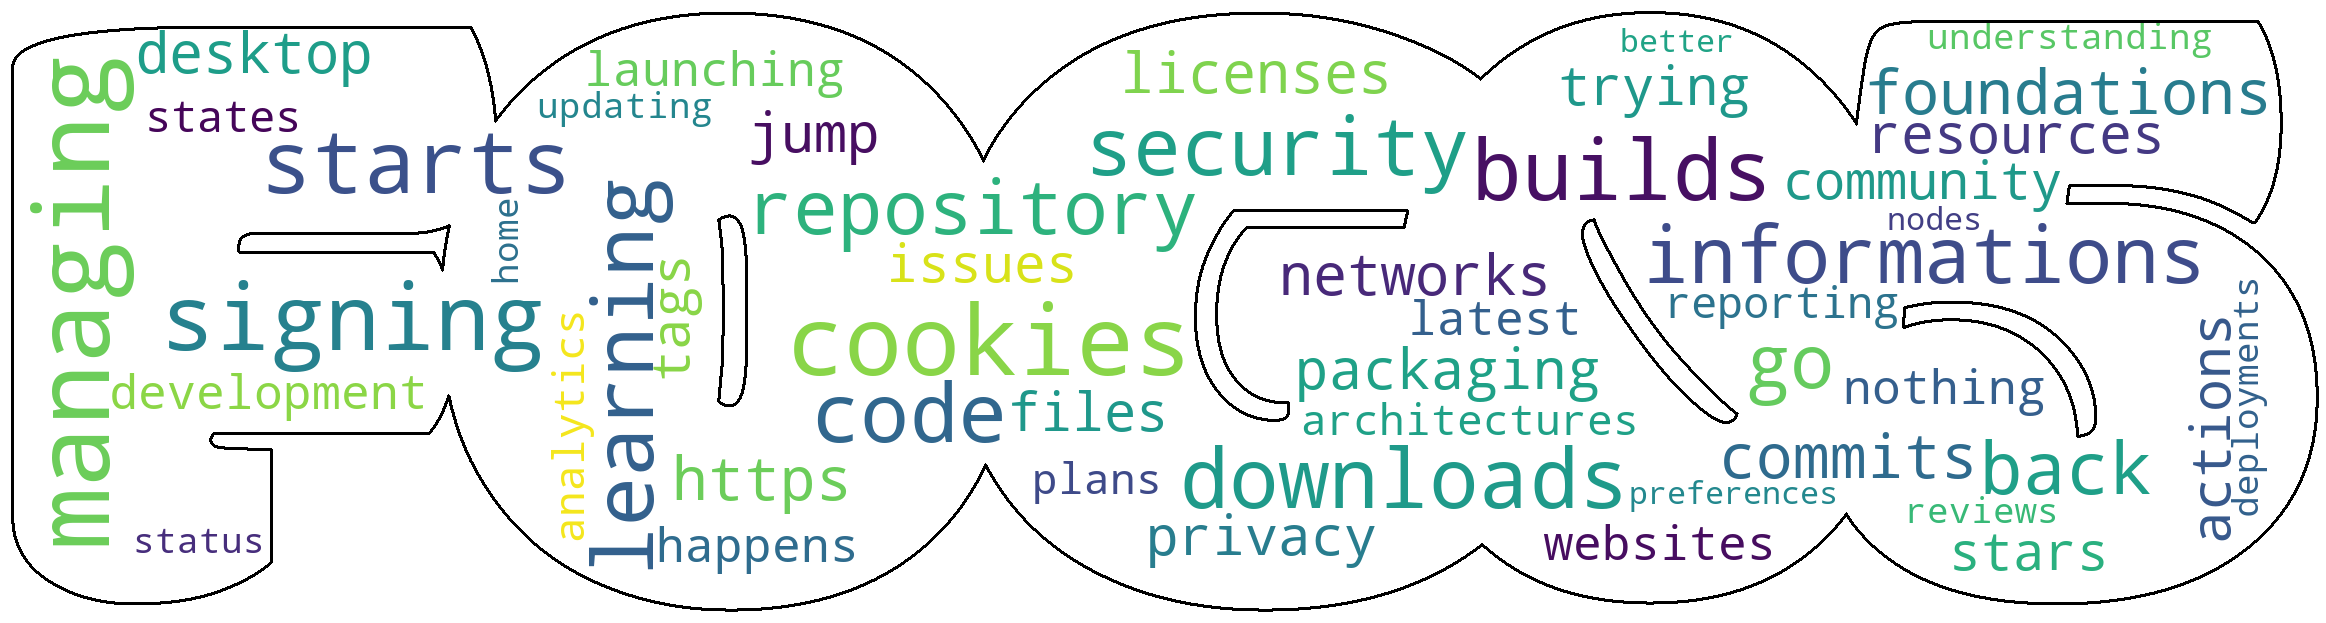 managing
desktop
states
starts
home
signing
development
status
launching
updating
jump
learning
tags
analytics
repository
issues
cookies
code
files
https
happens
licenses
security
networks
latest
packaging
architectures
plans
downloads
privacy
better
trying
builds
websites
preferences
understanding
foundations
resources
community
nodes
informations
reporting
go
nothing
commits
back
reviews
stars
actions
deployments